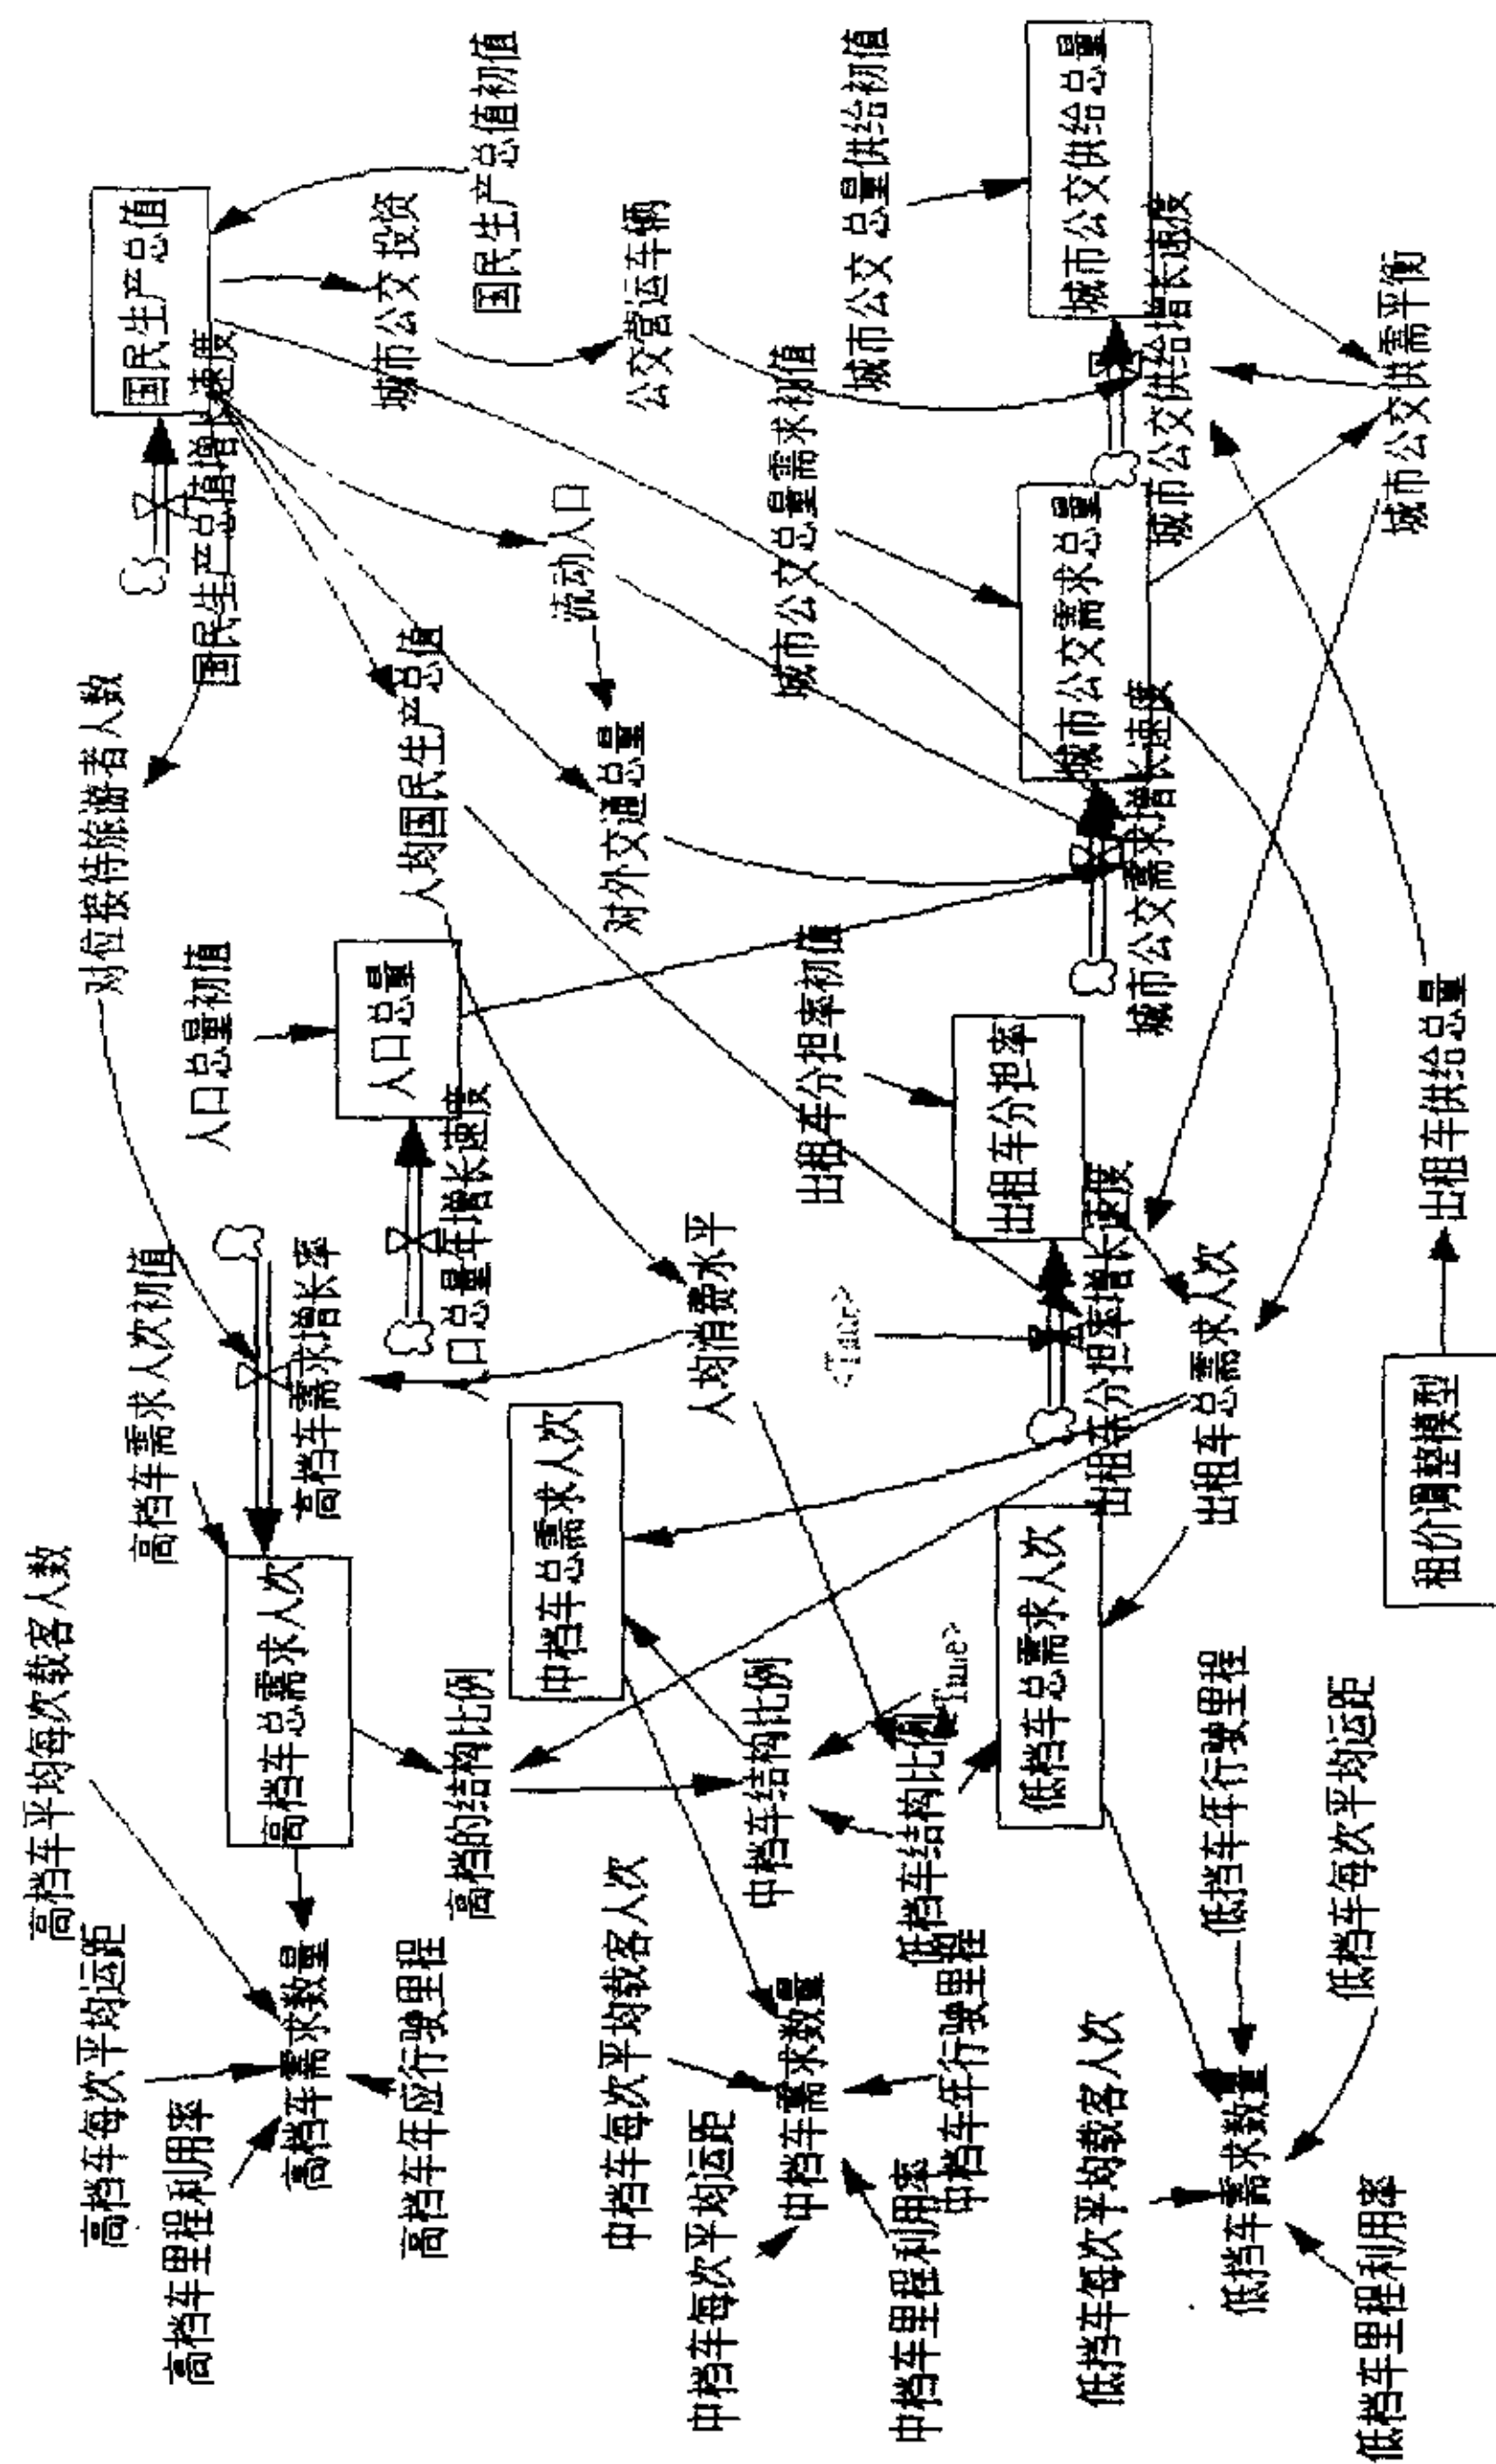 高档车平均每次载客人数
高档车每次平均运距
高档车里程利用率
高档车需求数量
高档车年应行驶里程
高档车需求人次初值
高档车总需求人次
高档车需求增长率
高档的结构比例
对位接待旅游者人数
人口总量初值
人口总量
人口总量年增长速度
国民生产总值
国民生产总值增长速度
国民生产总值初值
城市公交投资
公交营运车辆
人均国民生产总值
流动人口
对外交通总量
人均消费水平
中档车总需求人次
中档车结构比例
中档车每次平均载客人次
中档车每次平均运距
中档车需求数量
中档车里程利用率
中档车年行驶里程
低档车结构比例
城市公交总量需求初值
城市公交总量供给初值
出租车分担率初值
出租车分担率
出租车分担率增长速度
城市公交需求总量
城市公交需求增长速度
城市公交供给总量
城市公交供给增长速度
城市公交供需平衡
出租车总需求人次
低档车总需求人次
低挡车年行驶里程
低档车每次平均运距
低挡车每次平均载客人次
低挡车需求数量
低档车里程利用率
租价调整模型
出租车供给总量